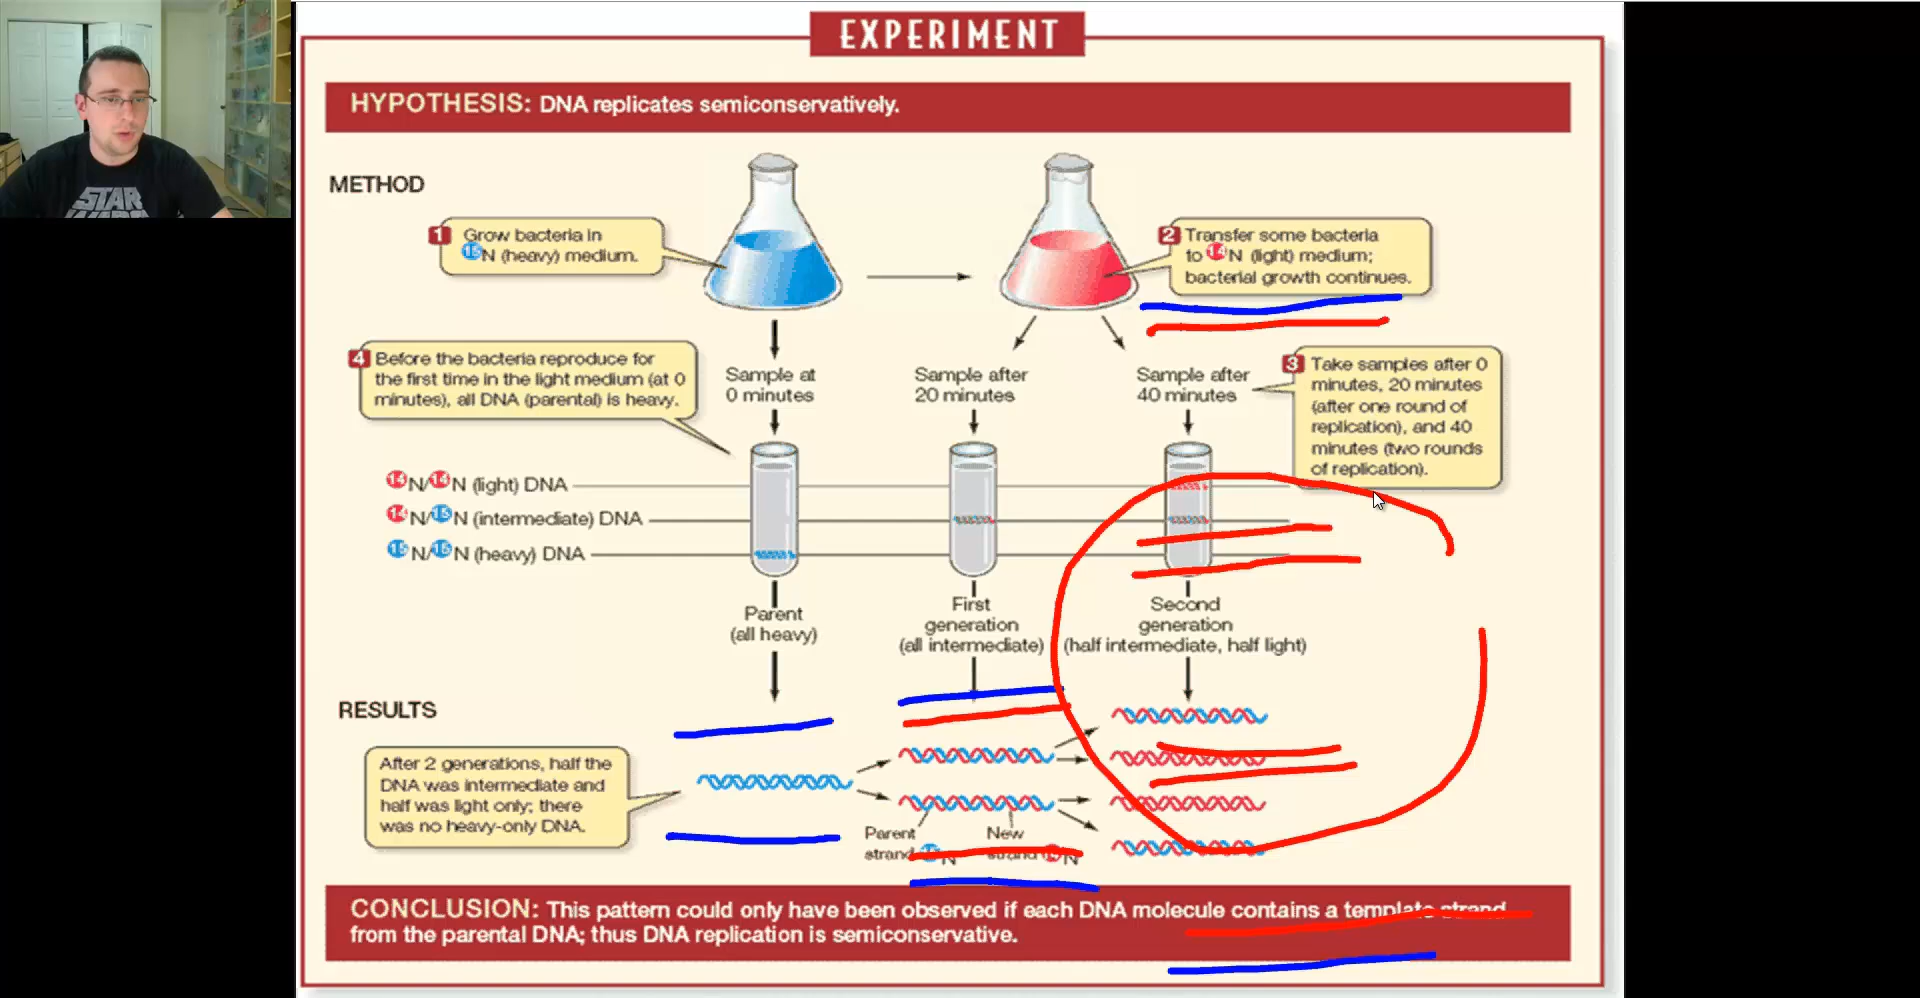 EXPERIMENT
HYPOTHESIS: DNA replicates semiconservatively.
METHOD
1 Grow bacteria in
15N (heavy) medium.
2 Transfer some bacteria
to 14N (light) medium;
bacterial growth continues.
4 Before the bacteria reproduce for
the first time in the light medium (at 0
minutes), all DNA (parental) is heavy.
Sample at
0 minutes
Sample after
20 minutes
Sample after
40 minutes
3 Take samples after 0
minutes, 20 minutes
(after one round of
replication), and 40
minutes (two rounds
of replication).
14N/14N (light) DNA
14N/15N (intermediate) DNA
15N/15N (heavy) DNA
Parent
(all heavy)
First
generation
(all intermediate)
Second
generation
(half intermediate, half light)
RESULTS
After 2 generations, half the
DNA was intermediate and
half was light only; there
was no heavy-only DNA.
Parent
strand 15N
New
strand 14N
CONCLUSION: This pattern could only have been observed if each DNA molecule contains a template strand
from the parental DNA; thus DNA replication is semiconservative.
STAR
WARS